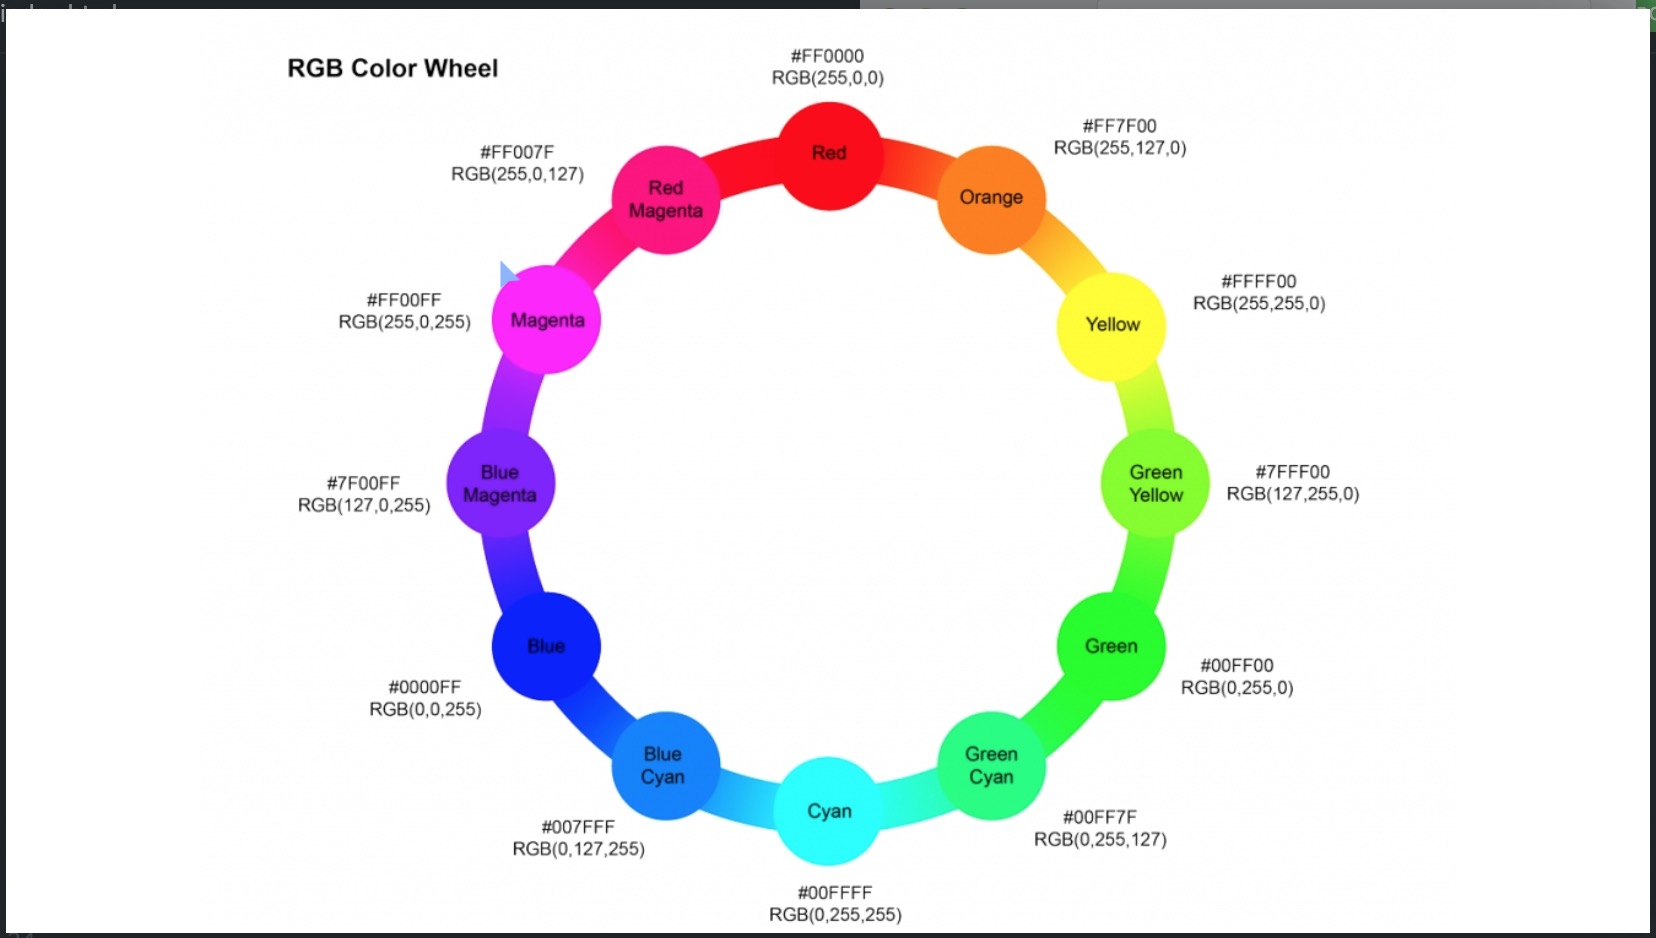 RGB Color Wheel
#FF0000
RGB(255,0,0)
Red
#FF7F00
RGB(255,127,0)
Orange
#FFFF00
RGB(255,255,0)
Yellow
#7FFF00
RGB(127,255,0)
Green
Yellow
#00FF00
RGB(0,255,0)
Green
#00FF7F
RGB(0,255,127)
Green
Cyan
#00FFFF
RGB(0,255,255)
Cyan
#007FFF
RGB(0,127,255)
Blue
Cyan
#0000FF
RGB(0,0,255)
Blue
#7F00FF
RGB(127,0,255)
Blue
Magenta
#FF00FF
RGB(255,0,255)
Magenta
#FF007F
RGB(255,0,127)
Red
Magenta